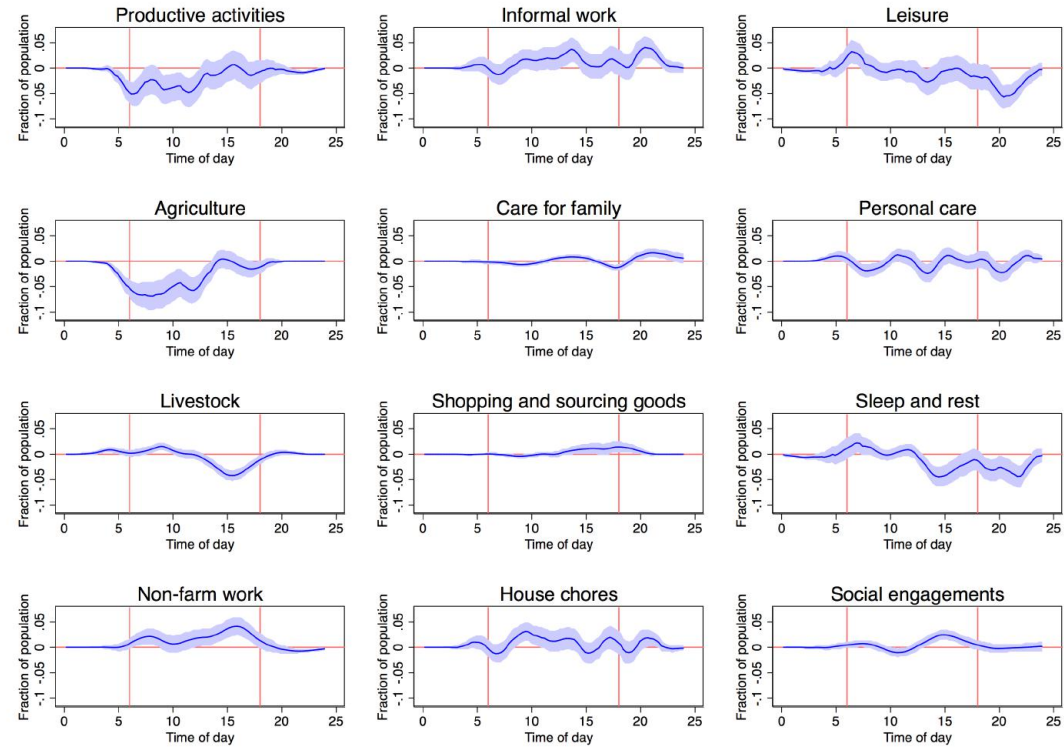 Productive activities
Fraction of population
.05
0
-.05
-.1
0 5 10 15 20 25
Time of day
Informal work
Fraction of population
.05
0
-.05
-.1
0 5 10 15 20 25
Time of day
Leisure
Fraction of population
.05
0
-.05
-.1
0 5 10 15 20 25
Time of day
Agriculture
Fraction of population
.05
0
-.05
-.1
0 5 10 15 20 25
Time of day
Care for family
Fraction of population
.05
0
-.05
-.1
0 5 10 15 20 25
Time of day
Personal care
Fraction of population
.05
0
-.05
-.1
0 5 10 15 20 25
Time of day
Livestock
Fraction of population
.05
0
-.05
-.1
0 5 10 15 20 25
Time of day
Shopping and sourcing goods
Fraction of population
.05
0
-.05
-.1
0 5 10 15 20 25
Time of day
Sleep and rest
Fraction of population
.05
0
-.05
-.1
0 5 10 15 20 25
Time of day
Non-farm work
Fraction of population
.05
0
-.05
-.1
0 5 10 15 20 25
Time of day
House chores
Fraction of population
.05
0
-.05
-.1
0 5 10 15 20 25
Time of day
Social engagements
Fraction of population
.05
0
-.05
-.1
0 5 10 15 20 25
Time of day